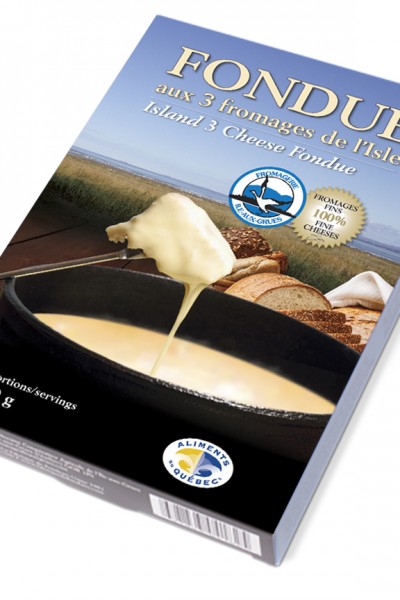 FONDUE
aux 3 fromages de l'Isle
Island 3 Cheese Fondue
FROMAGERIE
ÎLE-AUX-GRUES
FROMAGES
FINS
100%
FINE
CHEESES
portions/servings
g
ALIMENTS
DU QUÉBEC